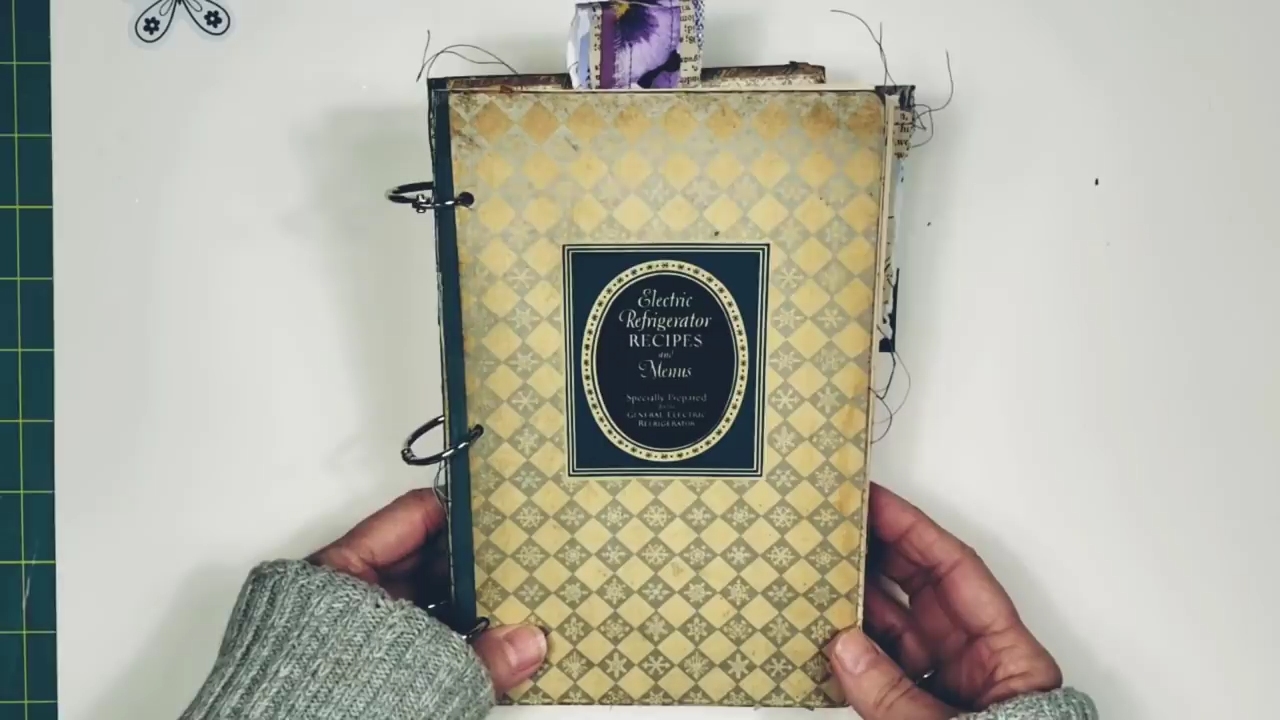 Electric
Refrigerator
RECIPES
and
Menus
Specially Prepared
GENERAL ELECTRIC
REFRIGERATOR